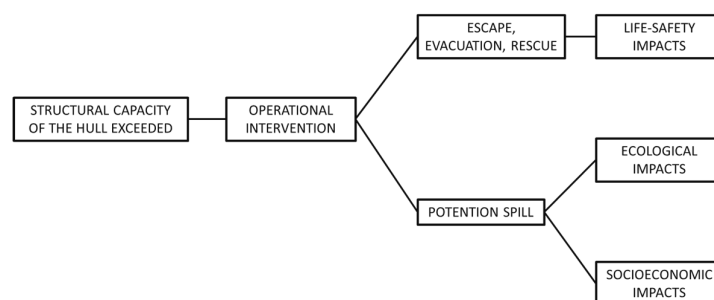 STRUCTURAL CAPACITY
OF THE HULL EXCEEDED
OPERATIONAL
INTERVENTION
ESCAPE,
EVACUATION, RESCUE
LIFE-SAFETY
IMPACTS
POTENTION SPILL
ECOLOGICAL
IMPACTS
SOCIOECONOMIC
IMPACTS